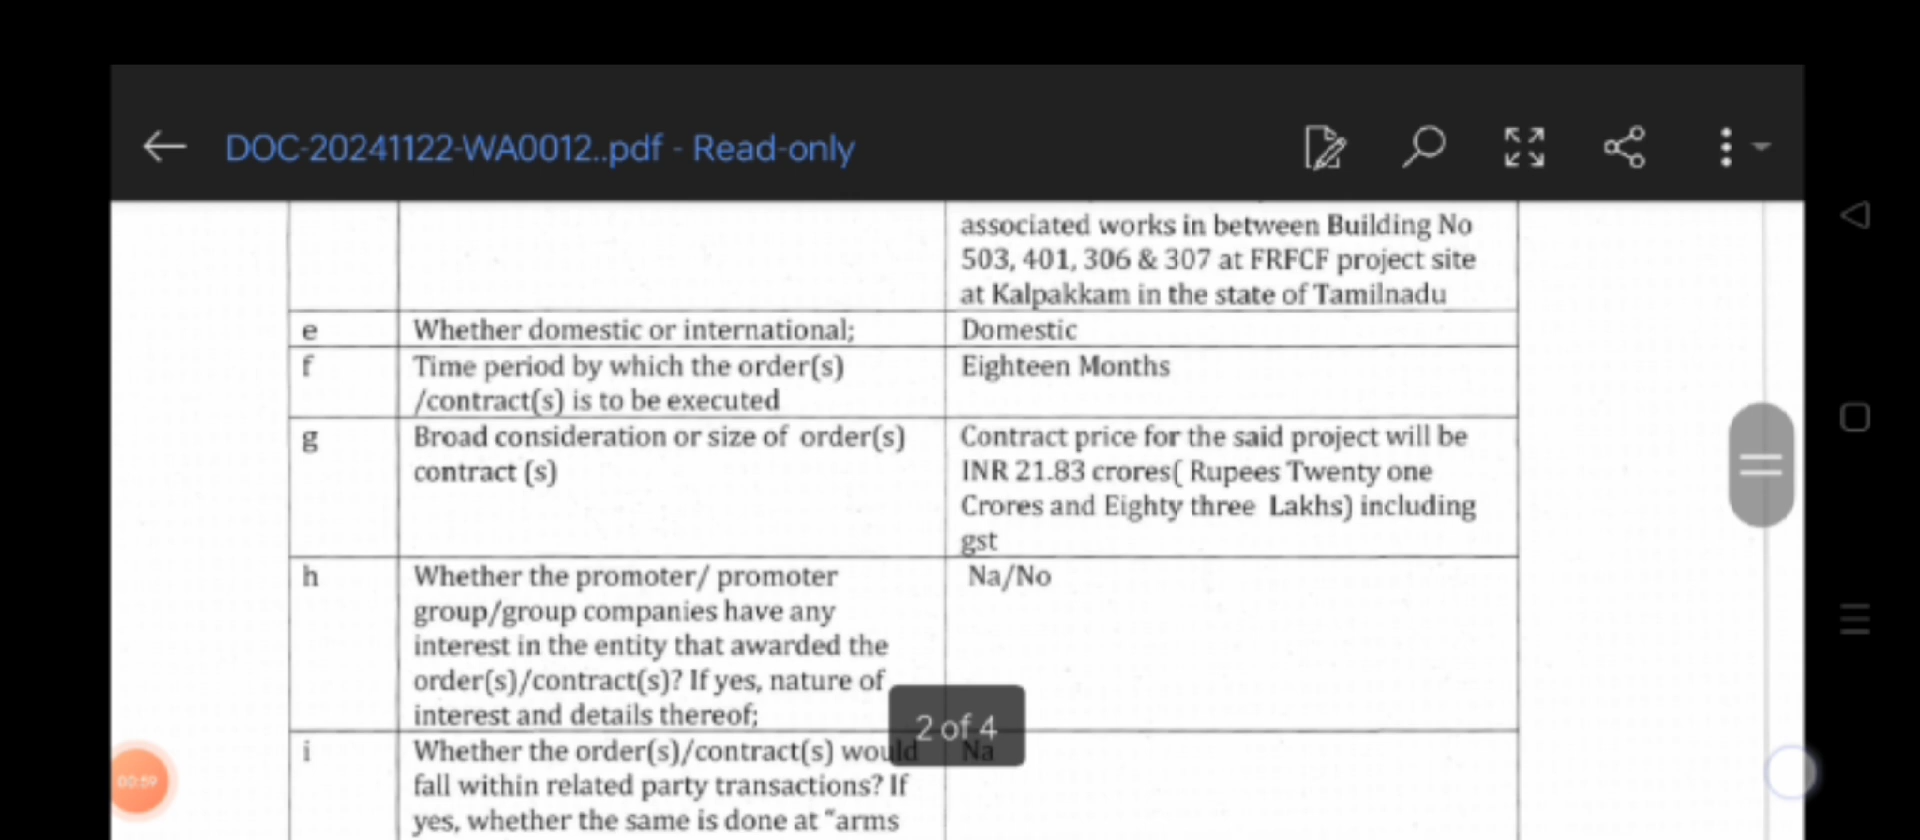 DOC-20241122-WA0012..pdf - Read-only
associated works in between Building No
503, 401, 306 & 307 at FRFCF project site
at Kalpakkam in the state of Tamilnadu
e Whether domestic or international; Domestic
f Time period by which the order(s) Eighteen Months
/contract(s) is to be executed
g Broad consideration or size of order(s) Contract price for the said project will be
contract (s) INR 21.83 crores( Rupees Twenty one
Crores and Eighty three Lakhs) including
gst
h Whether the promoter/ promoter Na/No
group/group companies have any
interest in the entity that awarded the
order(s)/contract(s)? If yes, nature of
interest and details thereof;
2 of 4
i Whether the order(s)/contract(s) would Na
fall within related party transactions? If
yes, whether the same is done at "arms
00:59